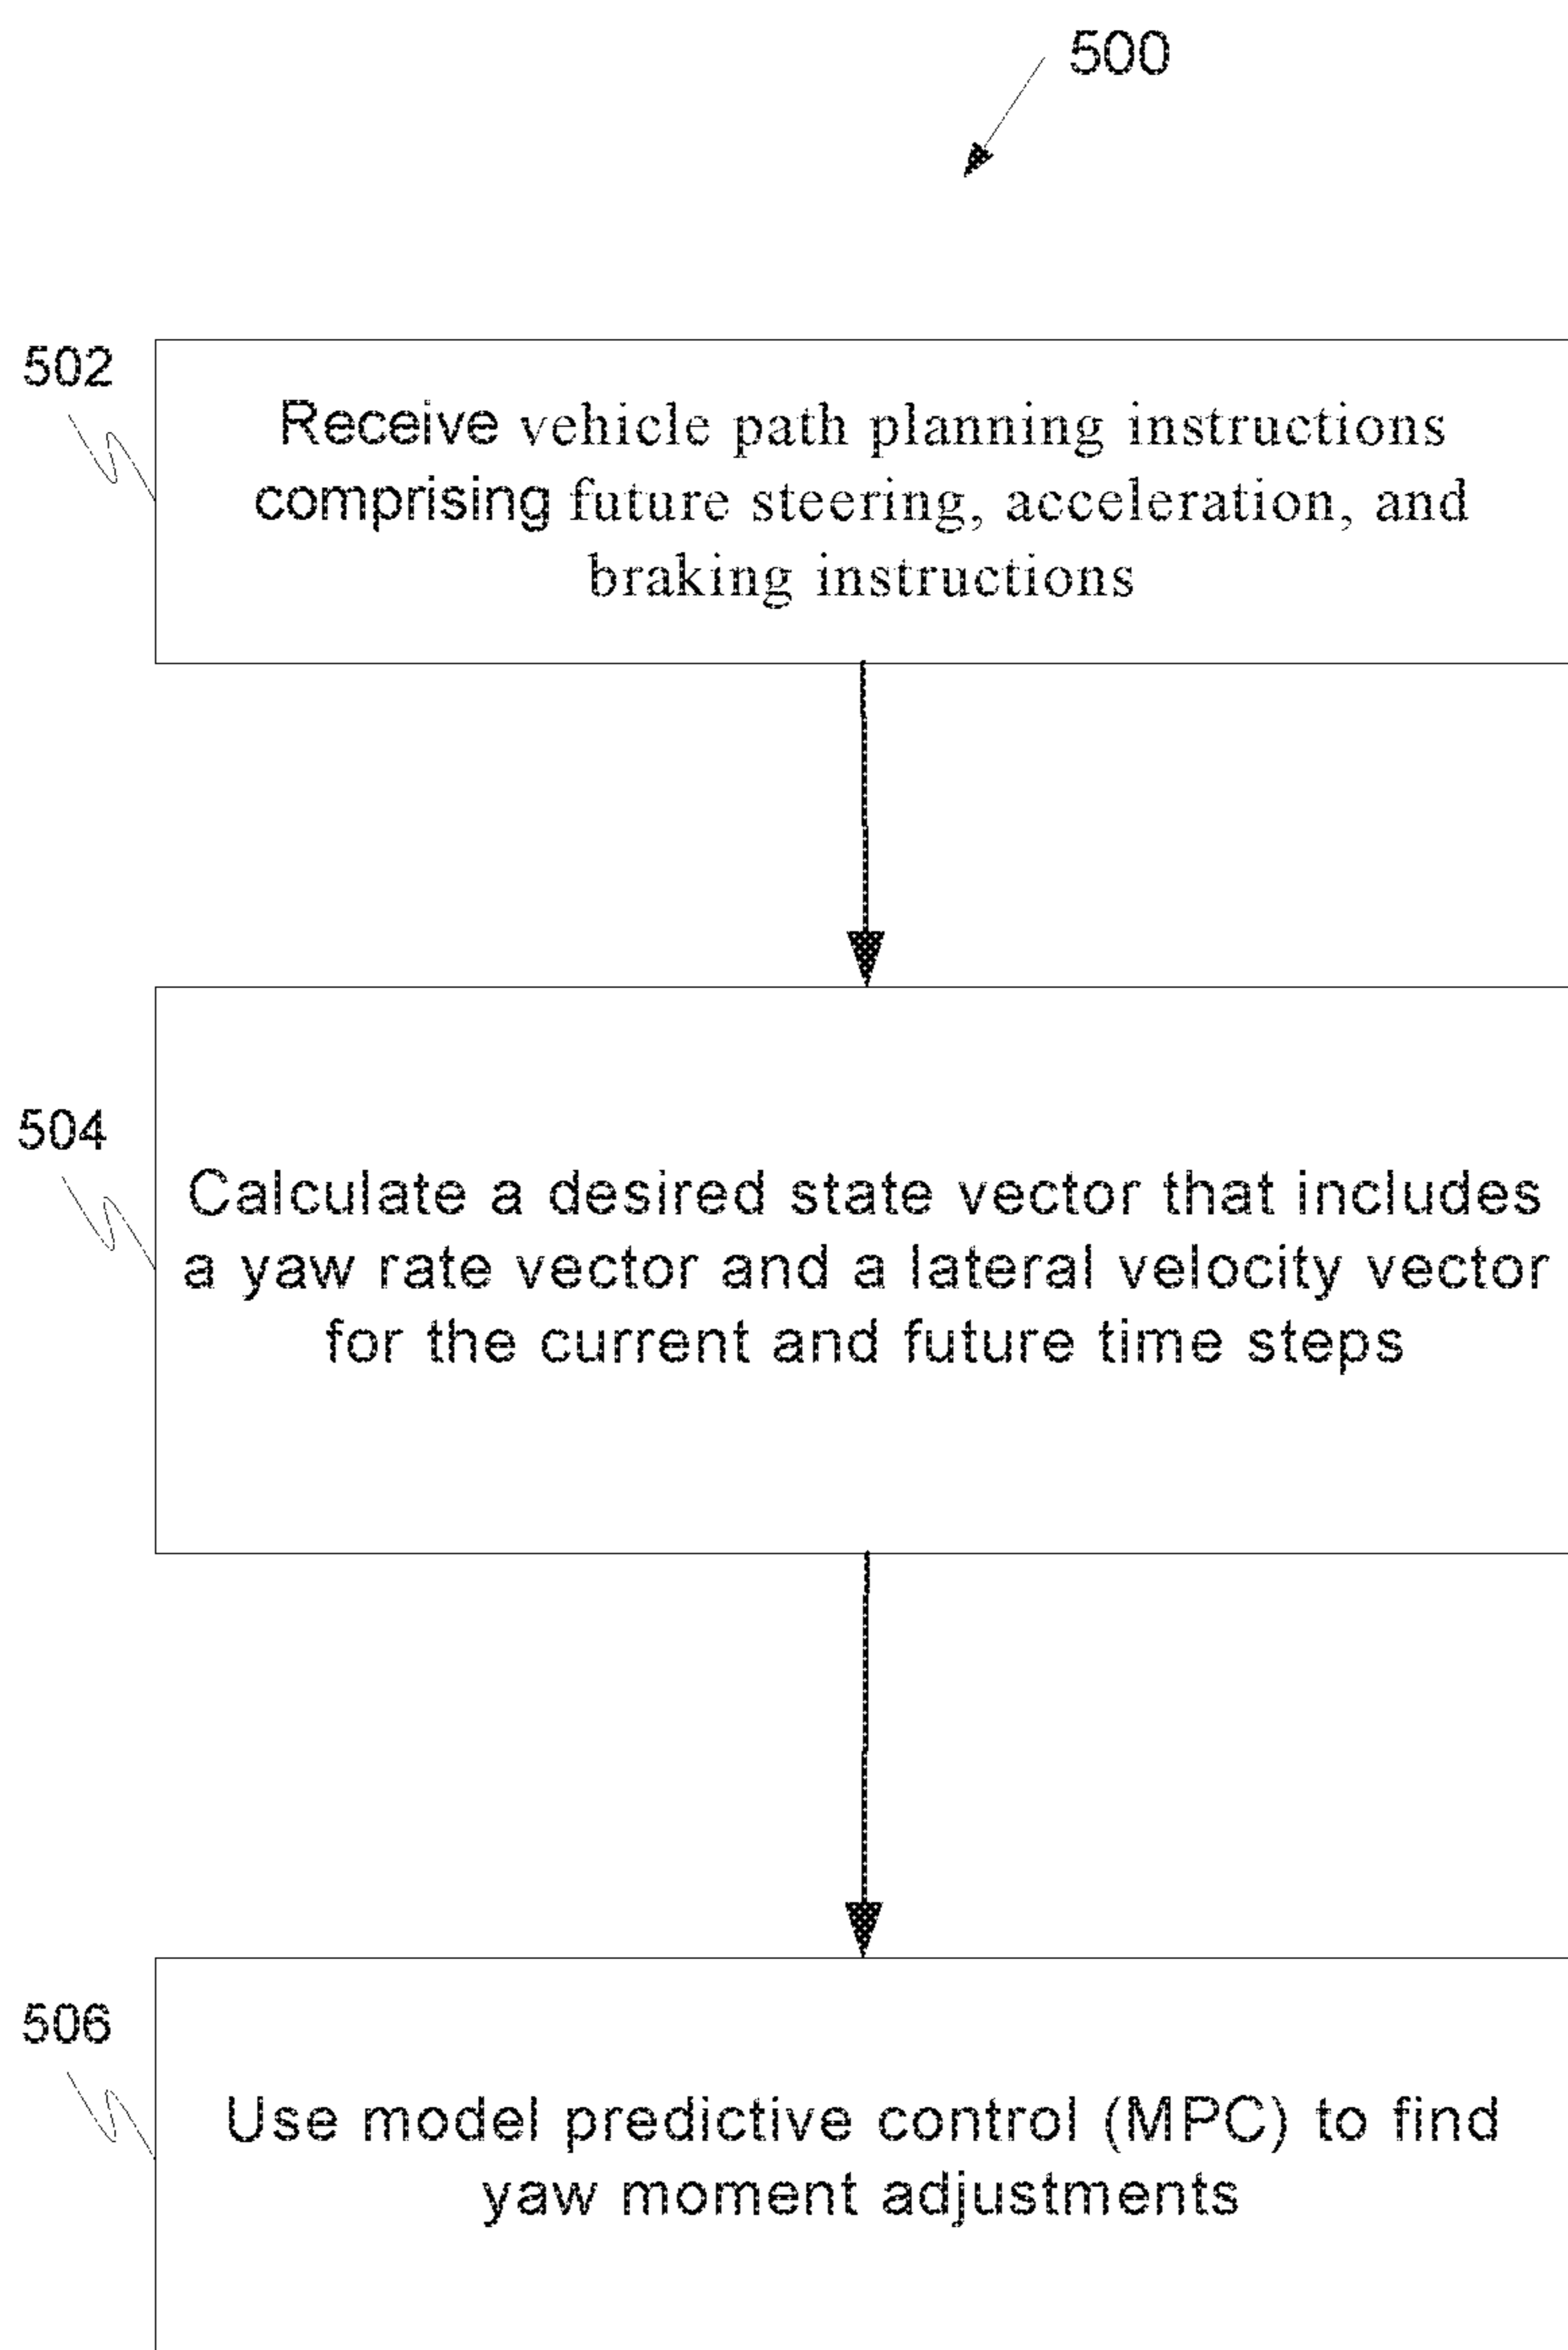 500
502
Receive vehicle path planning instructions
comprising future steering, acceleration, and
braking instructions
504
Calculate a desired state vector that includes
a yaw rate vector and a lateral velocity vector
for the current and future time steps
506
Use model predictive control (MPC) to find
yaw moment adjustments